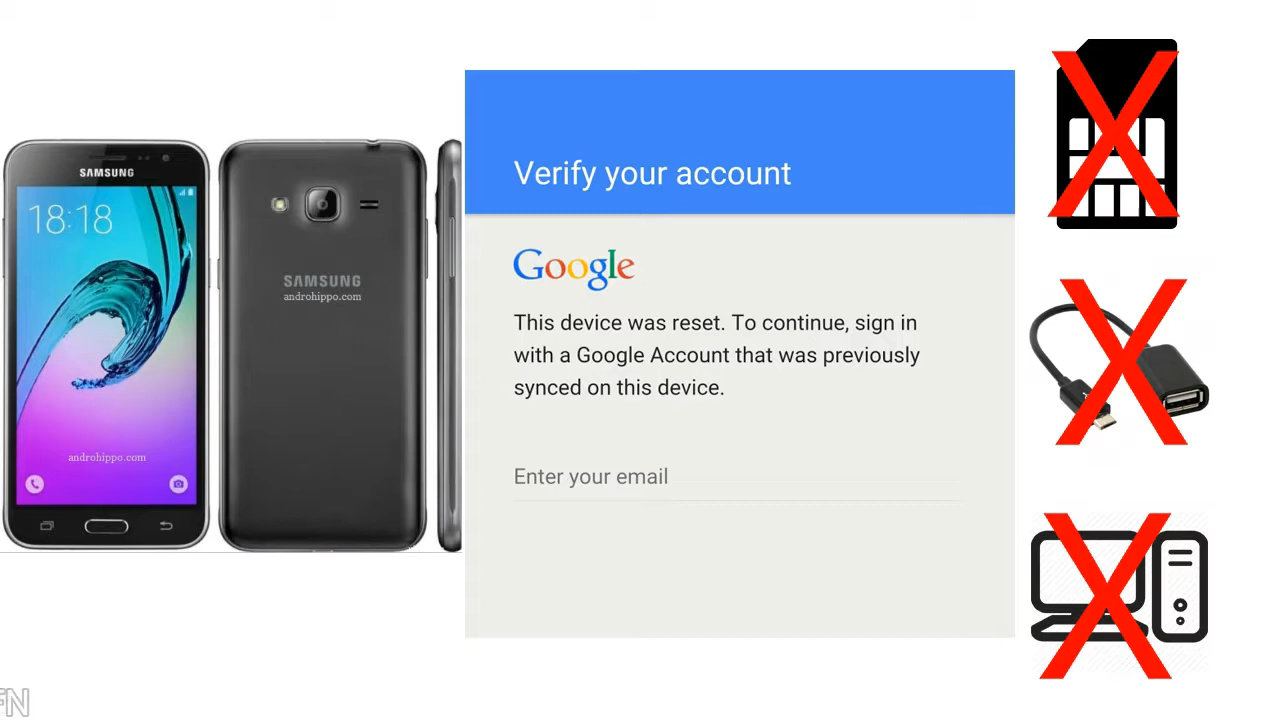 SAMSUNG
18:18
androhippo.com
SAMSUNG
androhippo.com
Verify your account
Google
This device was reset. To continue, sign in
with a Google Account that was previously
synced on this device.
Enter your email
FN